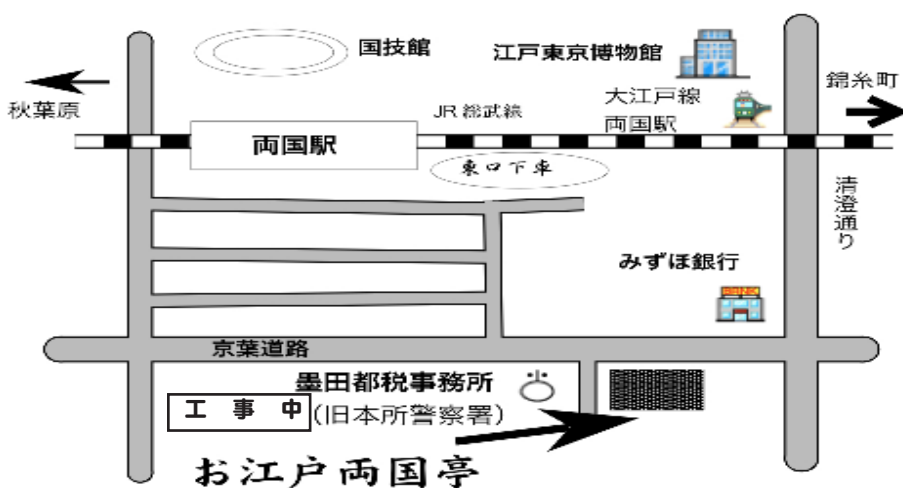 国技館
江戸東京博物館
秋葉原
錦糸町
JR 総武線
大江戸線
両国駅
両国駅
東口下車
清澄通り
みずほ銀行
BANK
京葉道路
墨田都税事務所
工事中
(旧本所警察署)
お江戸両国亭